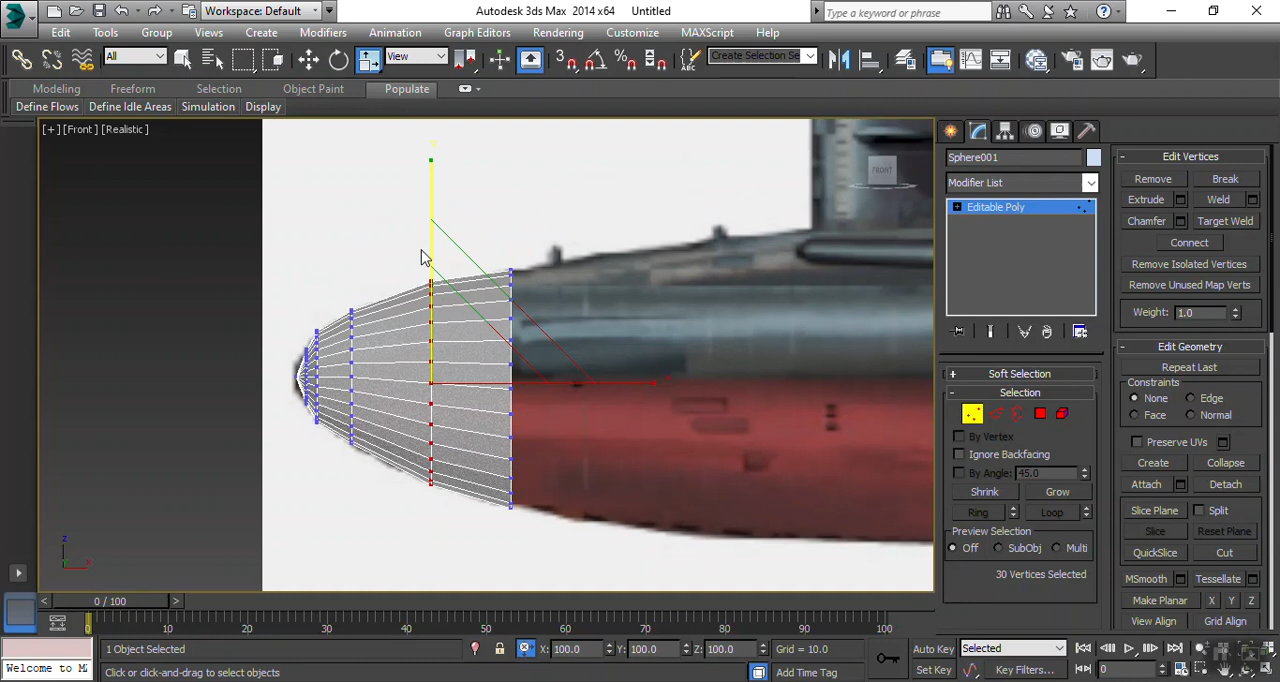 Workspace: Default
Autodesk 3ds Max 2014 x64 Untitled
Type a keyword or phrase
Edit Tools Group Views Create Modifiers Animation Graph Editors Rendering Customize MAXScript Help
All View Create Selection Se
Modeling Freeform Selection Object Paint Populate
Define Flows Define Idle Areas Simulation Display
[+] [Front] [Realistic]
FRONT
z
Sphere001
Modifier List
Editable Poly
Soft Selection
Selection
By Vertex
Ignore Backfacing
By Angle: 45.0
Shrink Grow
Ring Loop
Preview Selection
Off SubObj Multi
30 Vertices Selected
Edit Vertices
Remove Break
Extrude Weld
Chamfer Target Weld
Connect
Remove Isolated Vertices
Remove Unused Map Verts
Weight: 1.0
Edit Geometry
Repeat Last
Constraints
None Edge
Face Normal
Preserve UVs
Create Collapse
Attach Detach
Slice Plane Split
Slice Reset Plane
QuickSlice Cut
MSmooth Tessellate
Make Planar X Y Z
View Align Grid Align
0 / 100
0 10 20 30 40 50 60 70 80 90 100
1 Object Selected X: 100.0 Y: 100.0 Z: 100.0 Grid = 10.0 Auto Key Selected
Welcome to M Click or click-and-drag to select objects Add Time Tag Set Key Key Filters... 0